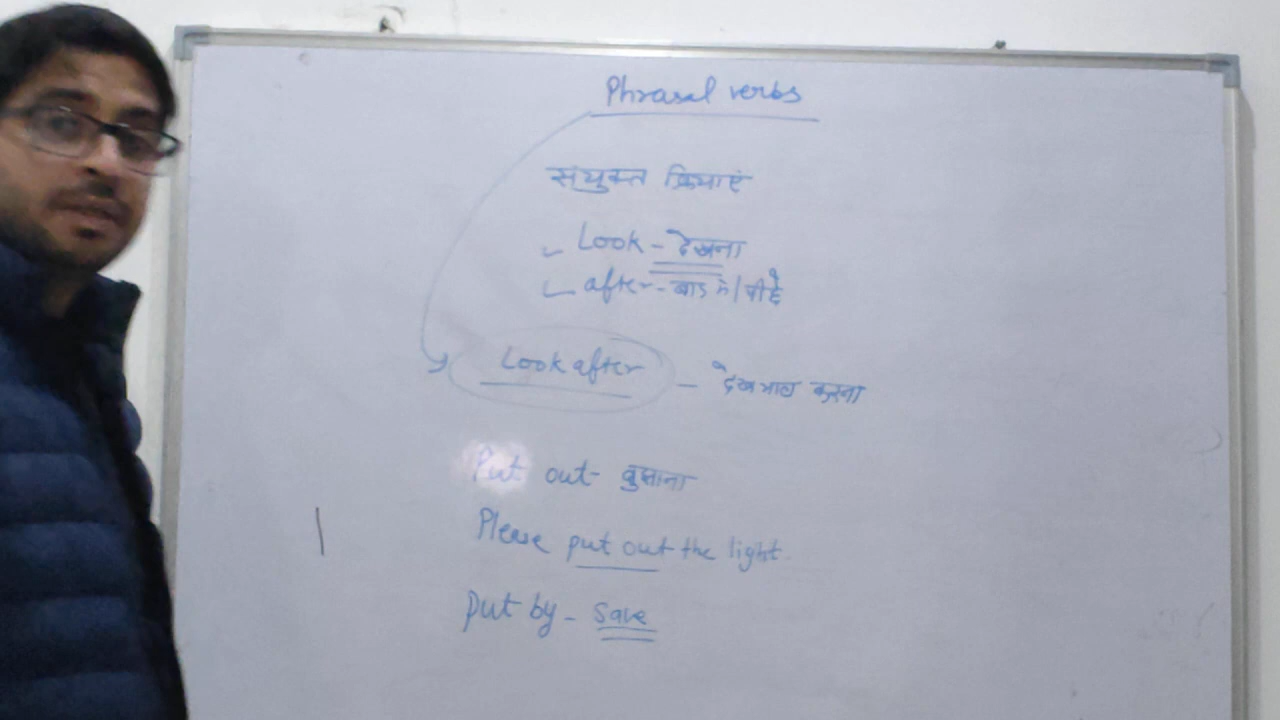 Phrasal verbs
संयुक्त क्रियाएं
Look - देखना
after - बाद मे / पीछे
Look after - देखभाल करना
Put out - बुझाना
Please put out the light.
Put by - Save